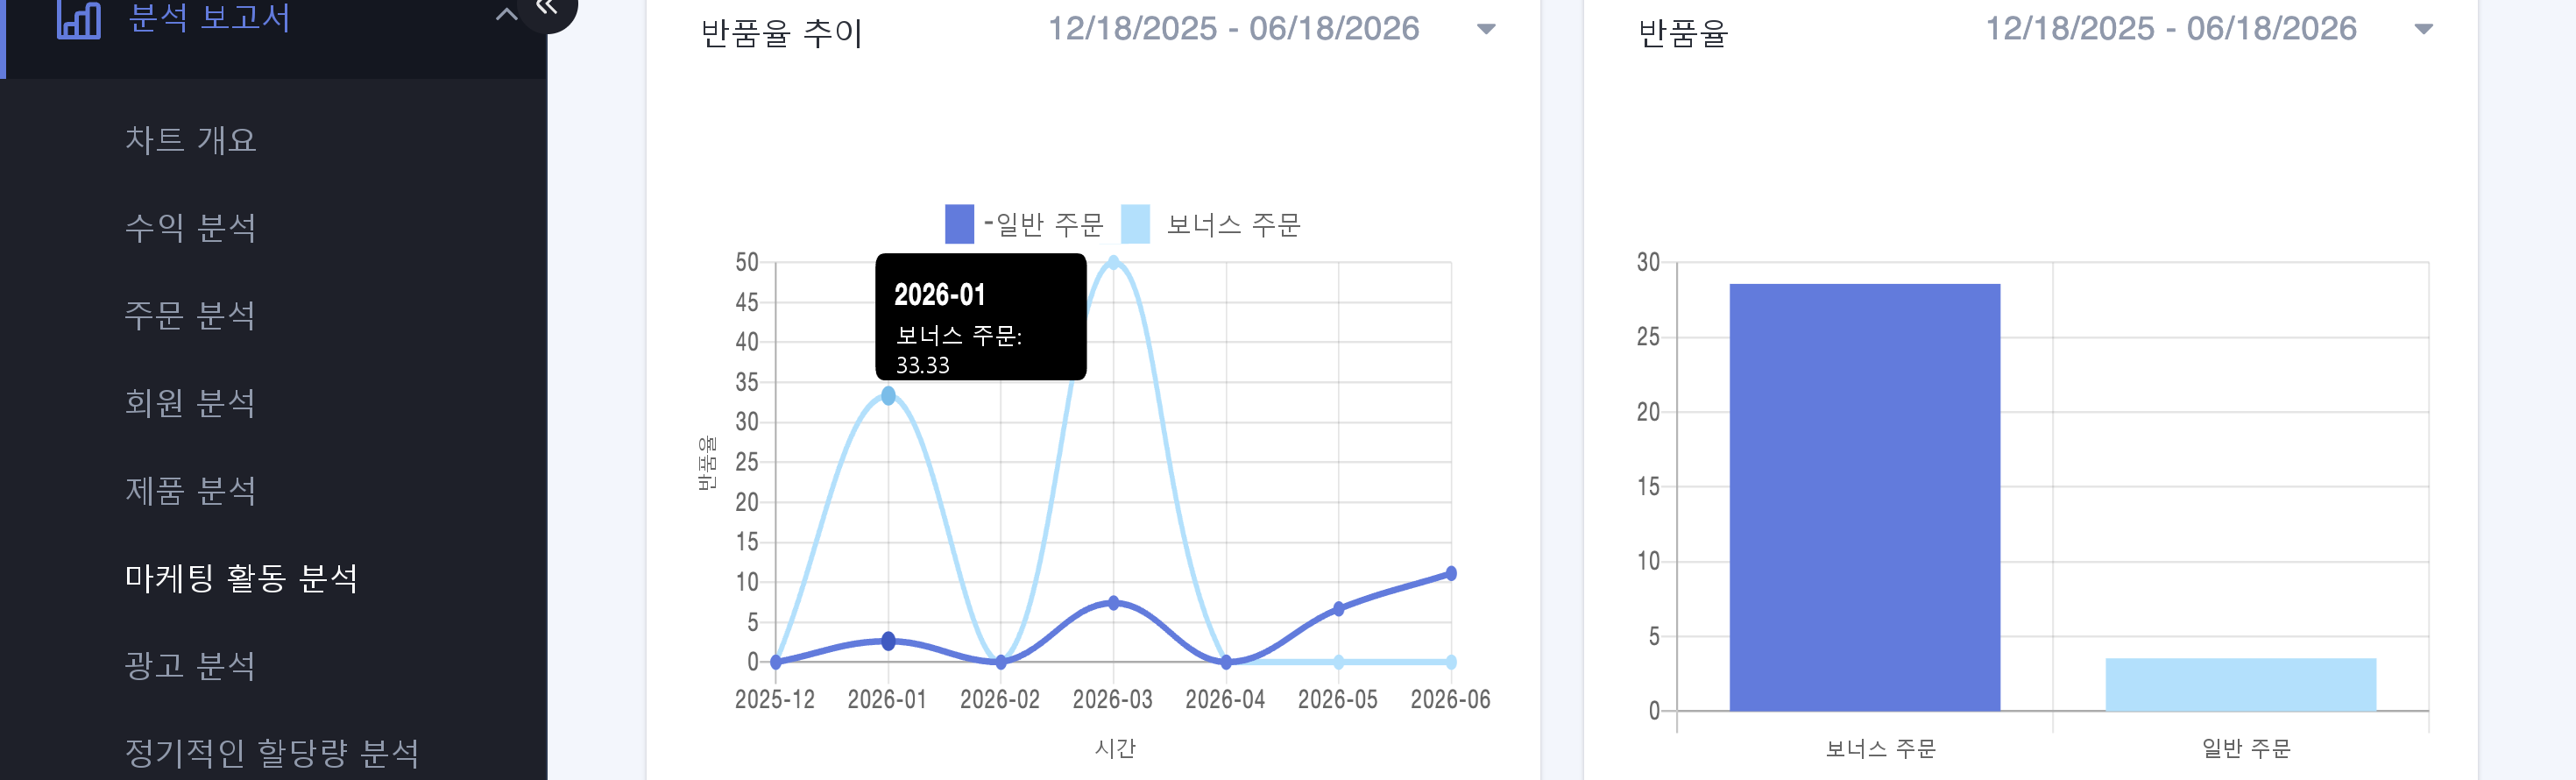 분석 보고서
차트 개요
수익 분석
주문 분석
회원 분석
제품 분석
마케팅 활동 분석
광고 분석
정기적인 할당량 분석
반품율 추이 12/18/2025 - 06/18/2026
-일반 주문 보너스 주문
2026-01
보너스 주문:
33.33
50
45
40
35
30
25
20
15
10
5
0
반품율
2025-12 2026-01 2026-02 2026-03 2026-04 2026-05 2026-06
시간
반품율 12/18/2025 - 06/18/2026
30
25
20
15
10
5
0
보너스 주문 일반 주문